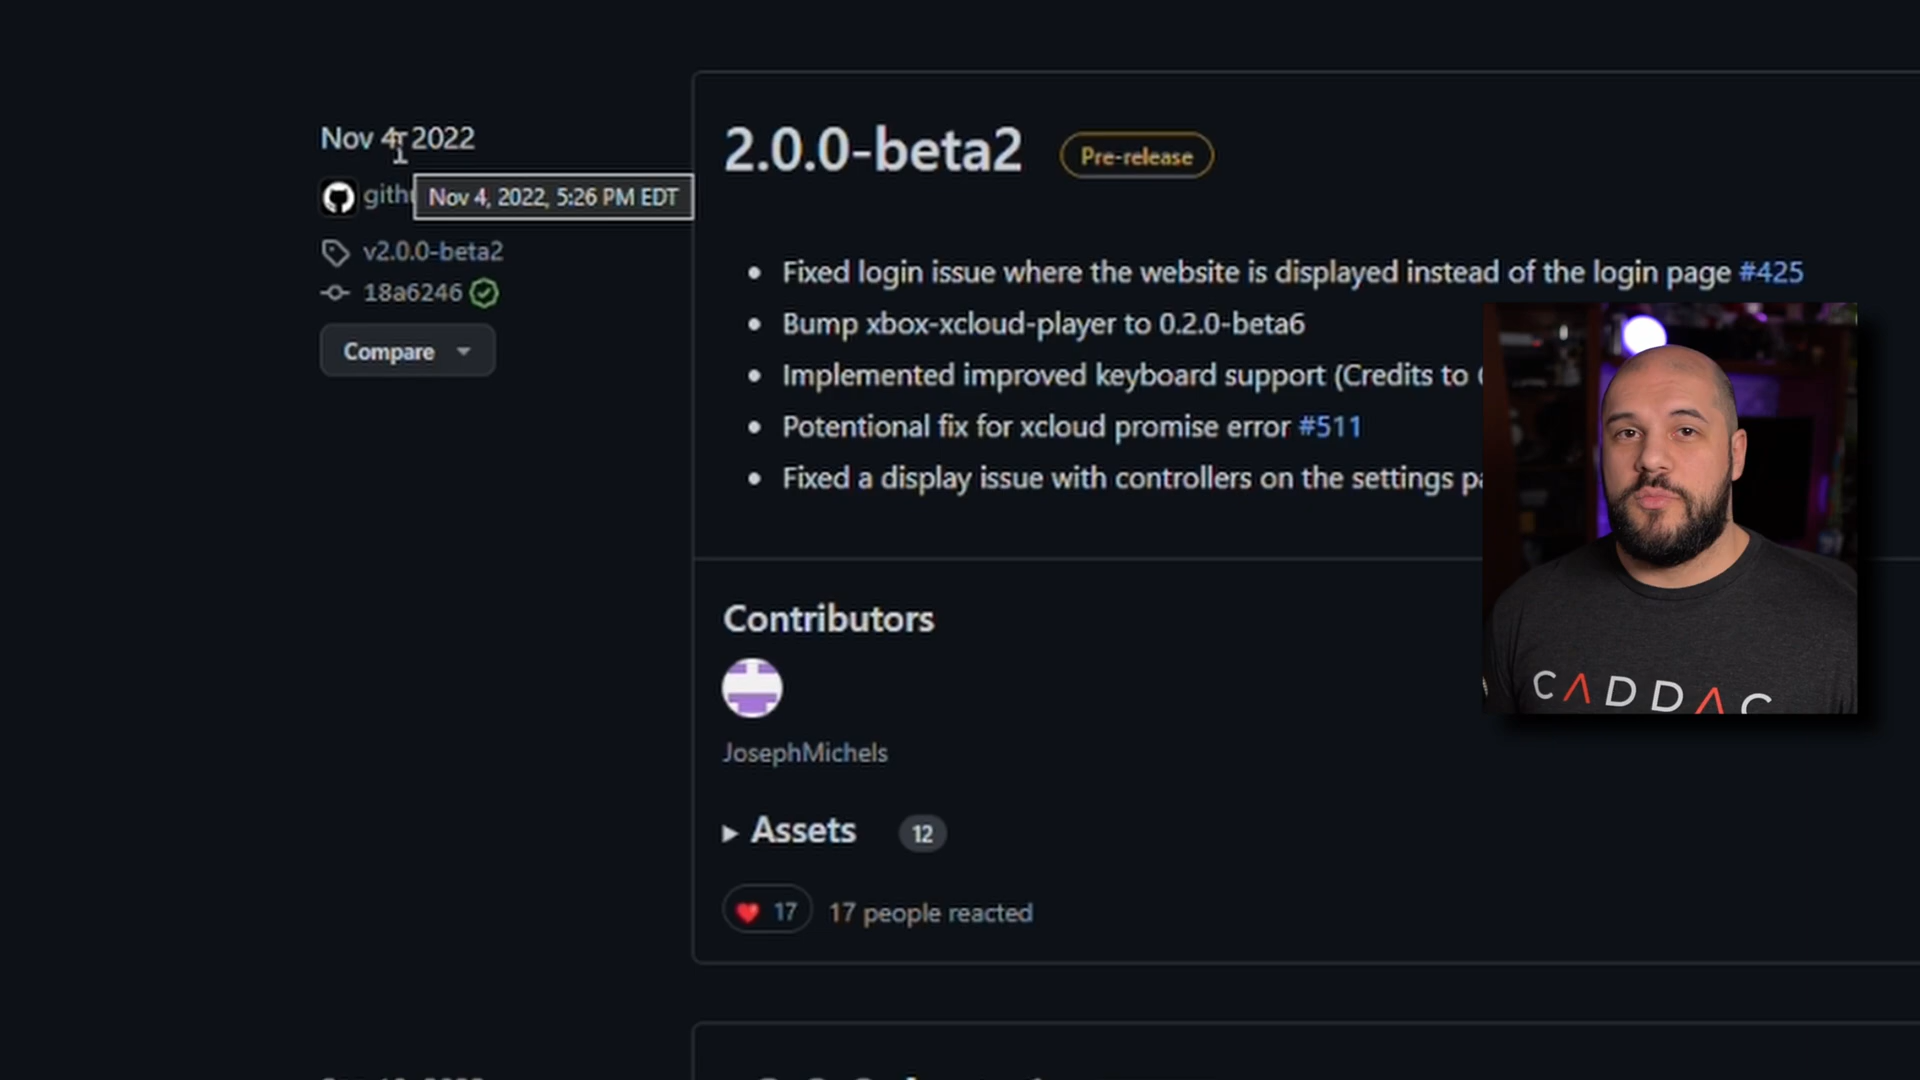 Nov 4, 2022
Nov 4, 2022, 5:26 PM EDT
v2.0.0-beta2
18a6246
Compare
2.0.0-beta2
Pre-release
Fixed login issue where the website is displayed instead of the login page #425
Bump xbox-xcloud-player to 0.2.0-beta6
Implemented improved keyboard support (Credits to
Potentional fix for xcloud promise error #511
Fixed a display issue with controllers on the settings
Contributors
JosephMichels
Assets
12
17
17 people reacted
CADDAC